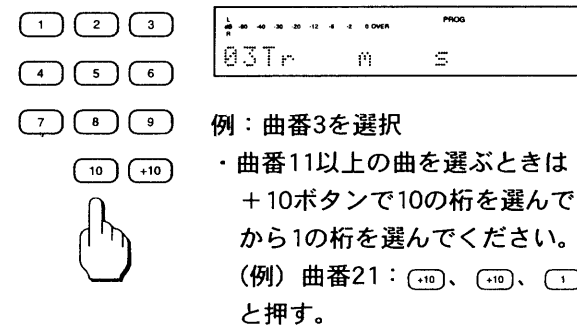 1 2 3
4 5 6
7 8 9
10 +10
L
dB -60 -40 -30 -20 -12 -6 -2 0 OVER
R
PROG
03Tr m s
例：曲番3を選択
・曲番11以上の曲を選ぶときは
＋10ボタンで10の桁を選んで
から1の桁を選んでください。
（例）曲番21：+10、+10、1
と押す。